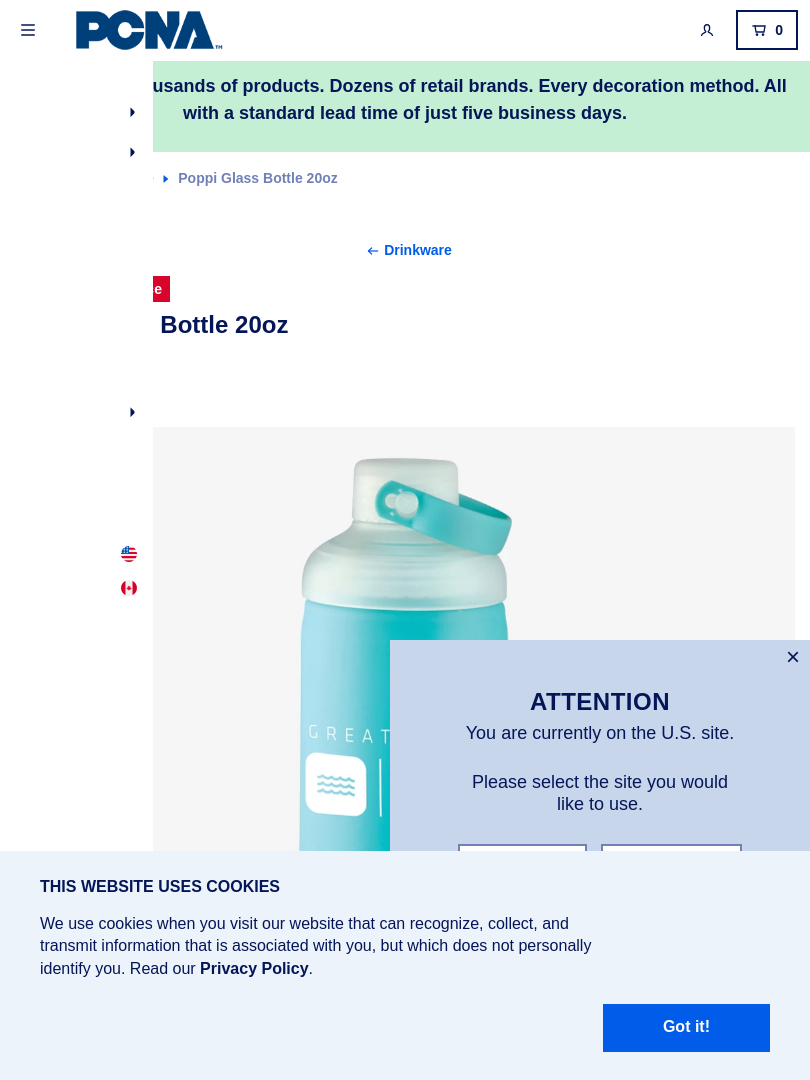 PCNA
0
usands of products. Dozens of retail brands. Every decoration method. All
with a standard lead time of just five business days.
Poppi Glass Bottle 20oz
Drinkware
Bottle 20oz
GREAT
ATTENTION
You are currently on the U.S. site.
Please select the site you would
like to use.
THIS WEBSITE USES COOKIES
We use cookies when you visit our website that can recognize, collect, and
transmit information that is associated with you, but which does not personally
identify you. Read our Privacy Policy.
Got it!